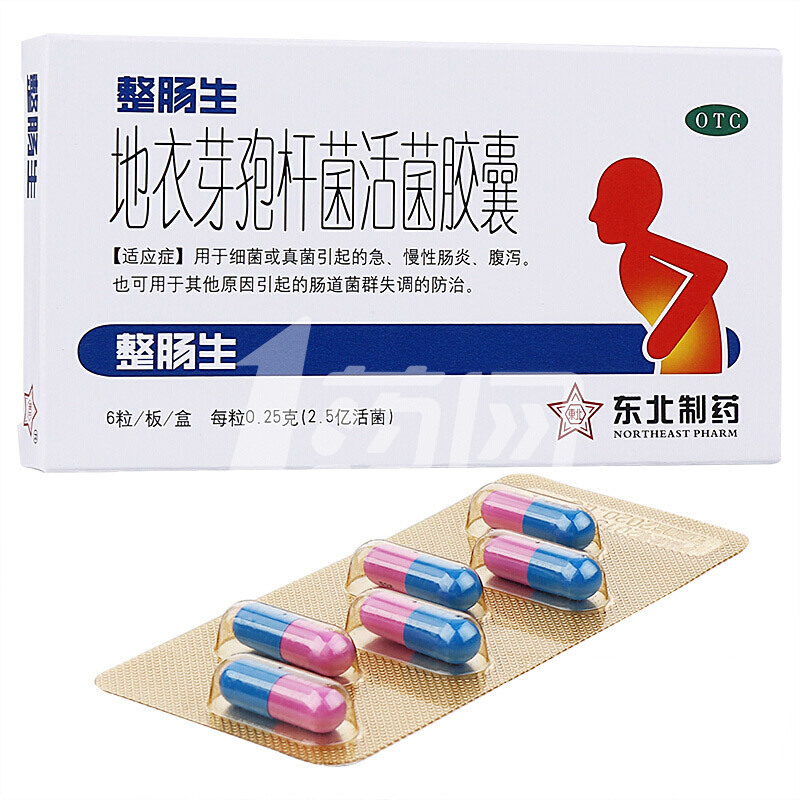 整肠生
OTC
地衣芽孢杆菌活菌胶囊
【适应症】用于细菌或真菌引起的急、慢性肠炎、腹泻。
也可用于其他原因引起的肠道菌群失调的防治。
整肠生
6粒/板/盒 每粒0.25克(2.5亿活菌)
东北制药
NORTHEAST PHARM
整肠生
1药网